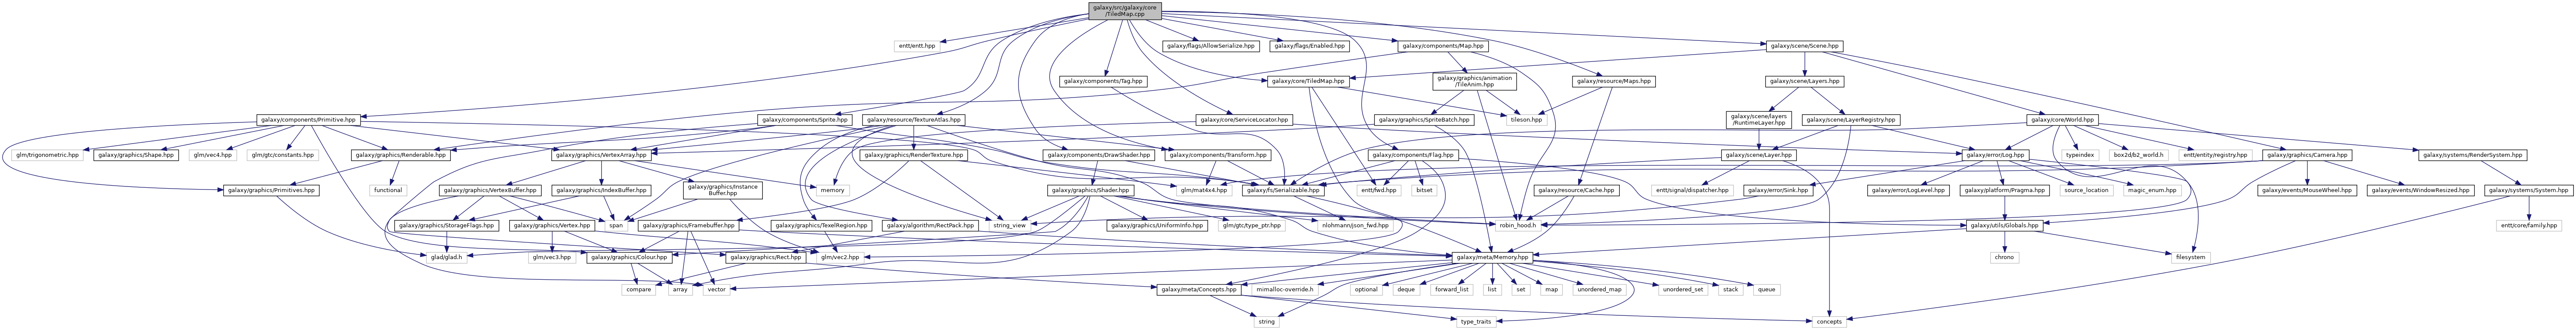 galaxy/src/galaxy/core
/TiledMap.cpp
entt/entt.hpp
galaxy/flags/AllowSerialize.hpp
galaxy/flags/Enabled.hpp
galaxy/components/Map.hpp
galaxy/scene/Scene.hpp
galaxy/components/Tag.hpp
galaxy/core/TiledMap.hpp
galaxy/graphics/animation
/TileAnim.hpp
galaxy/resource/Maps.hpp
galaxy/scene/Layers.hpp
galaxy/components/Primitive.hpp
galaxy/components/Sprite.hpp
galaxy/resource/TextureAtlas.hpp
galaxy/core/ServiceLocator.hpp
galaxy/graphics/SpriteBatch.hpp
tileson.hpp
galaxy/scene/layers
/RuntimeLayer.hpp
galaxy/scene/LayerRegistry.hpp
galaxy/core/World.hpp
glm/trigonometric.hpp
galaxy/graphics/Shape.hpp
glm/vec4.hpp
glm/gtc/constants.hpp
galaxy/graphics/Renderable.hpp
galaxy/graphics/VertexArray.hpp
galaxy/graphics/RenderTexture.hpp
galaxy/components/DrawShader.hpp
galaxy/components/Transform.hpp
galaxy/components/Flag.hpp
galaxy/scene/Layer.hpp
galaxy/error/Log.hpp
typeindex
box2d/b2_world.h
entt/entity/registry.hpp
galaxy/graphics/Camera.hpp
galaxy/systems/RenderSystem.hpp
galaxy/graphics/Primitives.hpp
functional
galaxy/graphics/VertexBuffer.hpp
galaxy/graphics/IndexBuffer.hpp
galaxy/graphics/Instance
Buffer.hpp
memory
galaxy/graphics/Shader.hpp
glm/mat4x4.hpp
galaxy/fs/Serializable.hpp
entt/fwd.hpp
bitset
galaxy/resource/Cache.hpp
entt/signal/dispatcher.hpp
galaxy/error/Sink.hpp
galaxy/error/LogLevel.hpp
galaxy/platform/Pragma.hpp
source_location
magic_enum.hpp
galaxy/events/MouseWheel.hpp
galaxy/events/WindowResized.hpp
galaxy/systems/System.hpp
galaxy/graphics/StorageFlags.hpp
galaxy/graphics/Vertex.hpp
span
galaxy/graphics/Framebuffer.hpp
galaxy/graphics/TexelRegion.hpp
galaxy/algorithm/RectPack.hpp
string_view
galaxy/graphics/UniformInfo.hpp
glm/gtc/type_ptr.hpp
nlohmann/json_fwd.hpp
robin_hood.h
galaxy/utils/Globals.hpp
entt/core/family.hpp
glad/glad.h
glm/vec3.hpp
galaxy/graphics/Colour.hpp
galaxy/graphics/Rect.hpp
glm/vec2.hpp
galaxy/meta/Memory.hpp
chrono
filesystem
compare
array
vector
galaxy/meta/Concepts.hpp
mimalloc-override.h
optional
deque
forward_list
list
set
map
unordered_map
unordered_set
stack
queue
string
type_traits
concepts